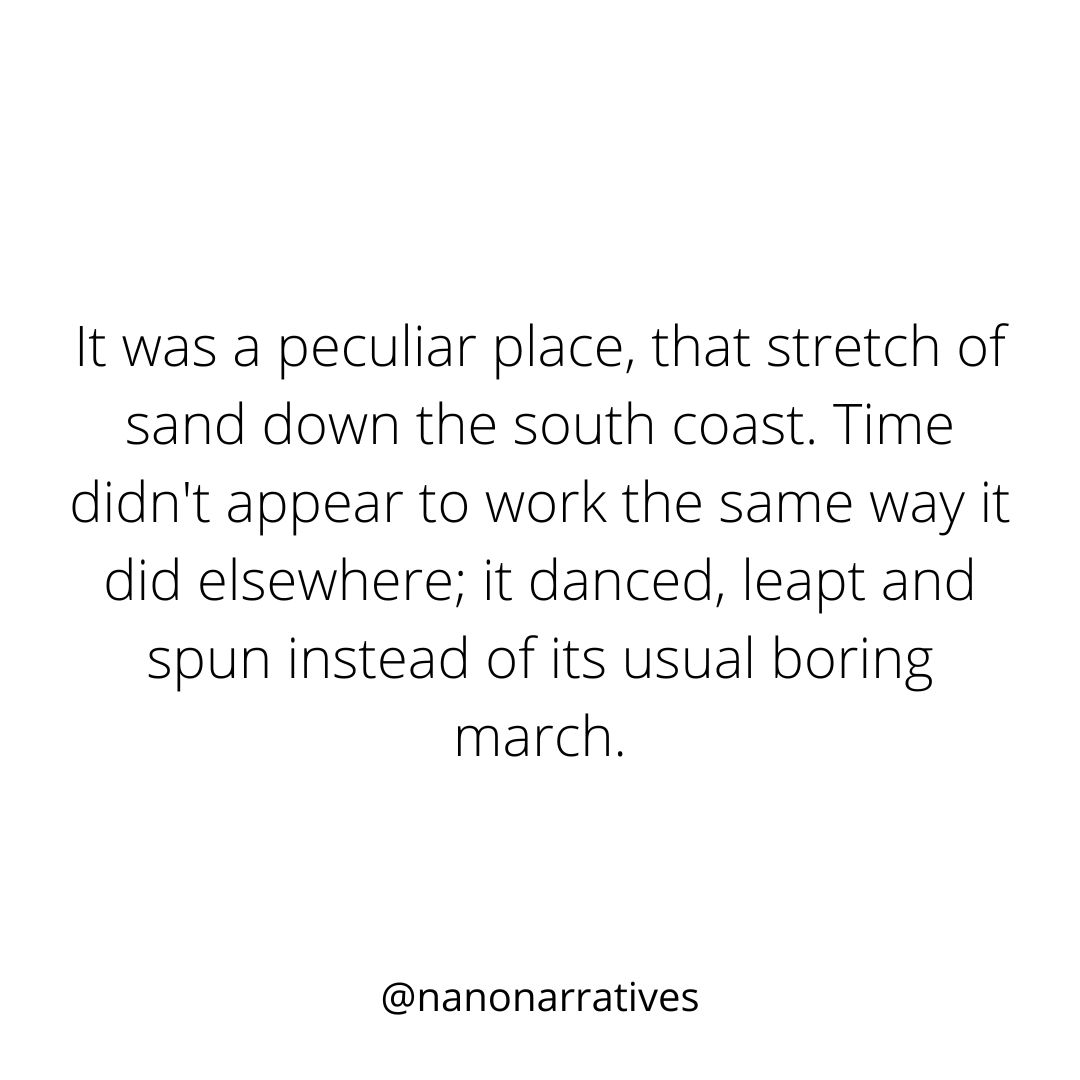 It was a peculiar place, that stretch of
sand down the south coast. Time
didn't appear to work the same way it
did elsewhere; it danced, leapt and
spun instead of its usual boring
march.
@nanonarratives